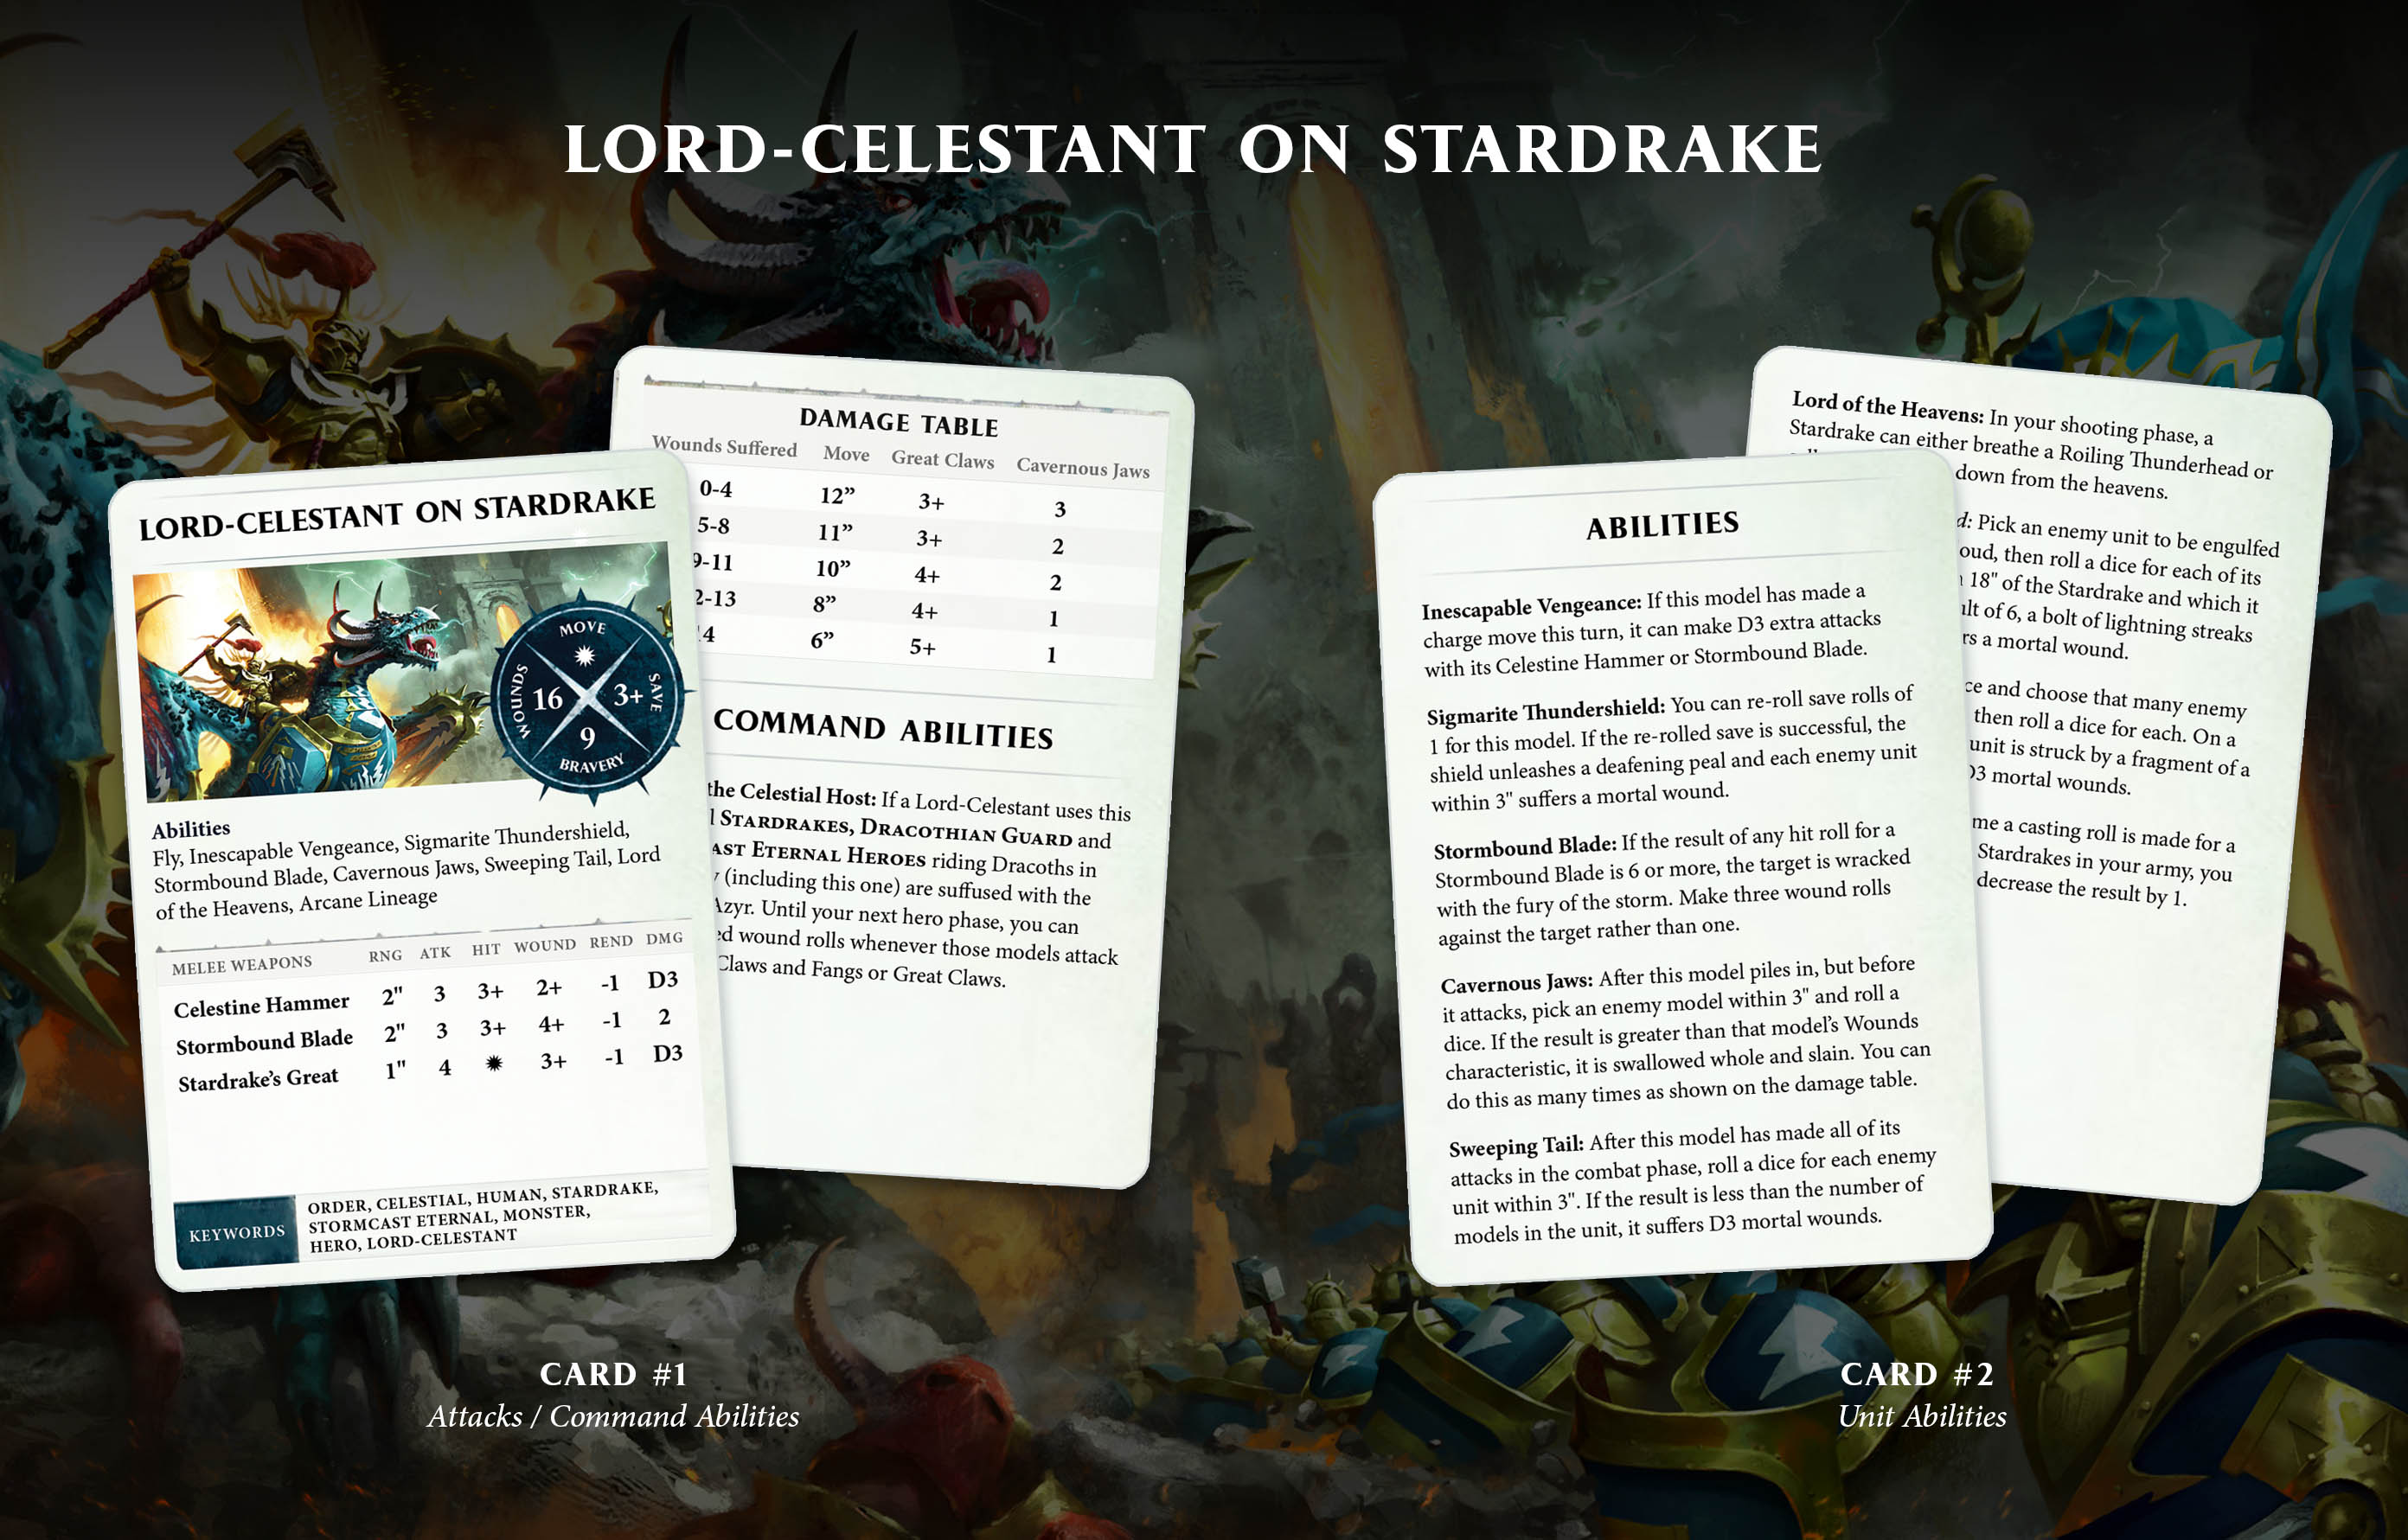 LORD-CELESTANT ON STARDRAKE
LORD-CELESTANT ON STARDRAKE
MOVE
WOUNDS
16
3+
SAVE
9
BRAVERY
Abilities
Fly, Inescapable Vengeance, Sigmarite Thundershield,
Stormbound Blade, Cavernous Jaws, Sweeping Tail, Lord
of the Heavens, Arcane Lineage
MELEE WEAPONS RNG ATK HIT WOUND REND DMG
Celestine Hammer 2" 3 3+ 2+ -1 D3
Stormbound Blade 2" 3 3+ 4+ -1 2
Stardrake's Great 1" 4 ✹ 3+ -1 D3
KEYWORDS
ORDER, CELESTIAL, HUMAN, STARDRAKE,
STORMCAST ETERNAL, MONSTER,
HERO, LORD-CELESTANT
DAMAGE TABLE
Wounds Suffered Move Great Claws Cavernous Jaws
0-4 12” 3+ 3
5-8 11” 3+ 2
9-11 10” 4+ 2
2-13 8” 4+ 1
4 6” 5+ 1
COMMAND ABILITIES
the Celestial Host: If a Lord-Celestant uses this
STARDRAKES, DRACOTHIAN GUARD and
AST ETERNAL HEROES riding Dracoths in
(including this one) are suffused with the
Azyr. Until your next hero phase, you can
ed wound rolls whenever those models attack
Claws and Fangs or Great Claws.
CARD #1
Attacks / Command Abilities
ABILITIES
Inescapable Vengeance: If this model has made a
charge move this turn, it can make D3 extra attacks
with its Celestine Hammer or Stormbound Blade.
Sigmarite Thundershield: You can re-roll save rolls of
1 for this model. If the re-rolled save is successful, the
shield unleashes a deafening peal and each enemy unit
within 3" suffers a mortal wound.
Stormbound Blade: If the result of any hit roll for a
Stormbound Blade is 6 or more, the target is wracked
with the fury of the storm. Make three wound rolls
against the target rather than one.
Cavernous Jaws: After this model piles in, but before
it attacks, pick an enemy model within 3" and roll a
dice. If the result is greater than that model's Wounds
characteristic, it is swallowed whole and slain. You can
do this as many times as shown on the damage table.
Sweeping Tail: After this model has made all of its
attacks in the combat phase, roll a dice for each enemy
unit within 3". If the result is less than the number of
models in the unit, it suffers D3 mortal wounds.
Lord of the Heavens: In your shooting phase, a
Stardrake can either breathe a Roiling Thunderhead or
down from the heavens.
d: Pick an enemy unit to be engulfed
oud, then roll a dice for each of its
18" of the Stardrake and which it
ult of 6, a bolt of lightning streaks
rs a mortal wound.
ce and choose that many enemy
then roll a dice for each. On a
unit is struck by a fragment of a
D3 mortal wounds.
me a casting roll is made for a
Stardrakes in your army, you
decrease the result by 1.
CARD #2
Unit Abilities